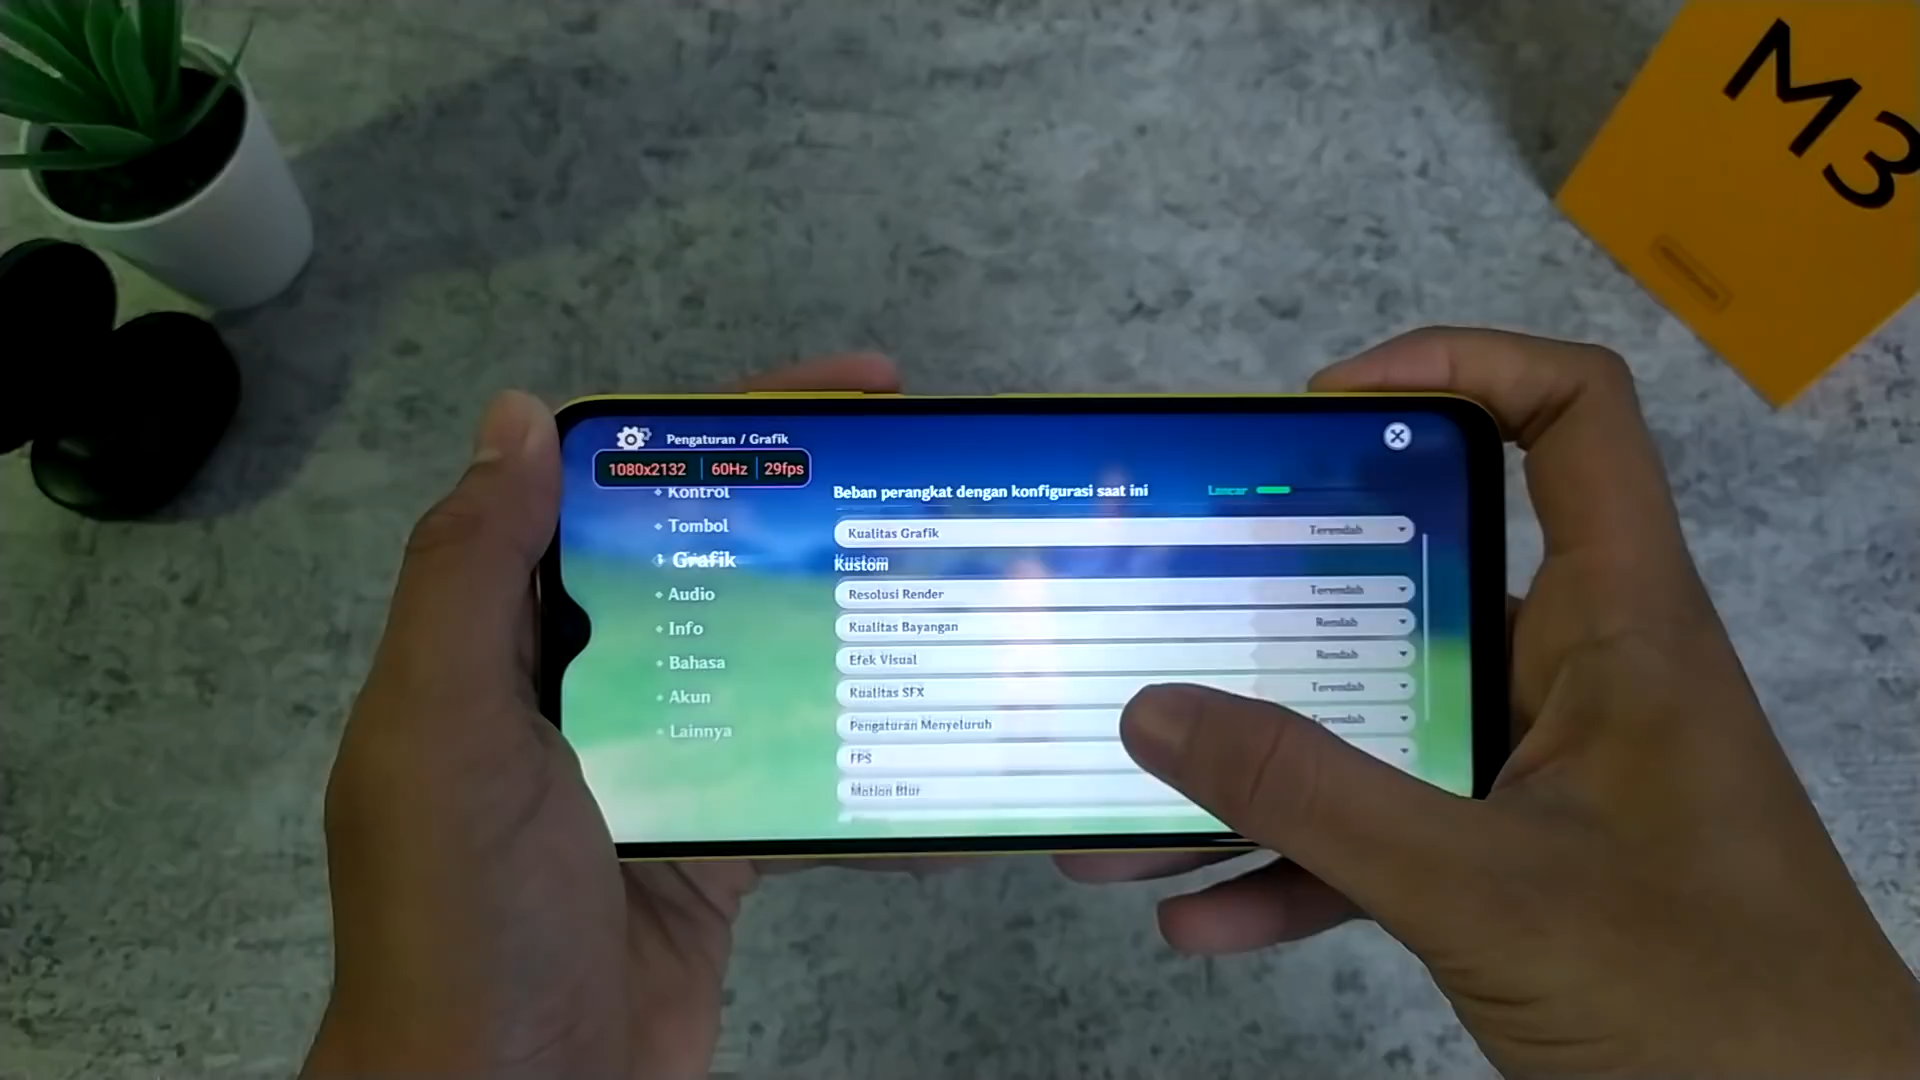 M3
Pengaturan / Grafik
1080x2132 60Hz 29fps
Kontrol
Tombol
Grafik
Audio
Info
Bahasa
Akun
Lainnya
Beban perangkat dengan konfigurasi saat ini Lancar
Kualitas Grafik Terendah
Kustom
Resolusi Render Terendah
Kualitas Bayangan Rendah
Efek Visual Rendah
Kualitas SFX Terendah
Pengaturan Menyeluruh Terendah
FPS
Motion Blur